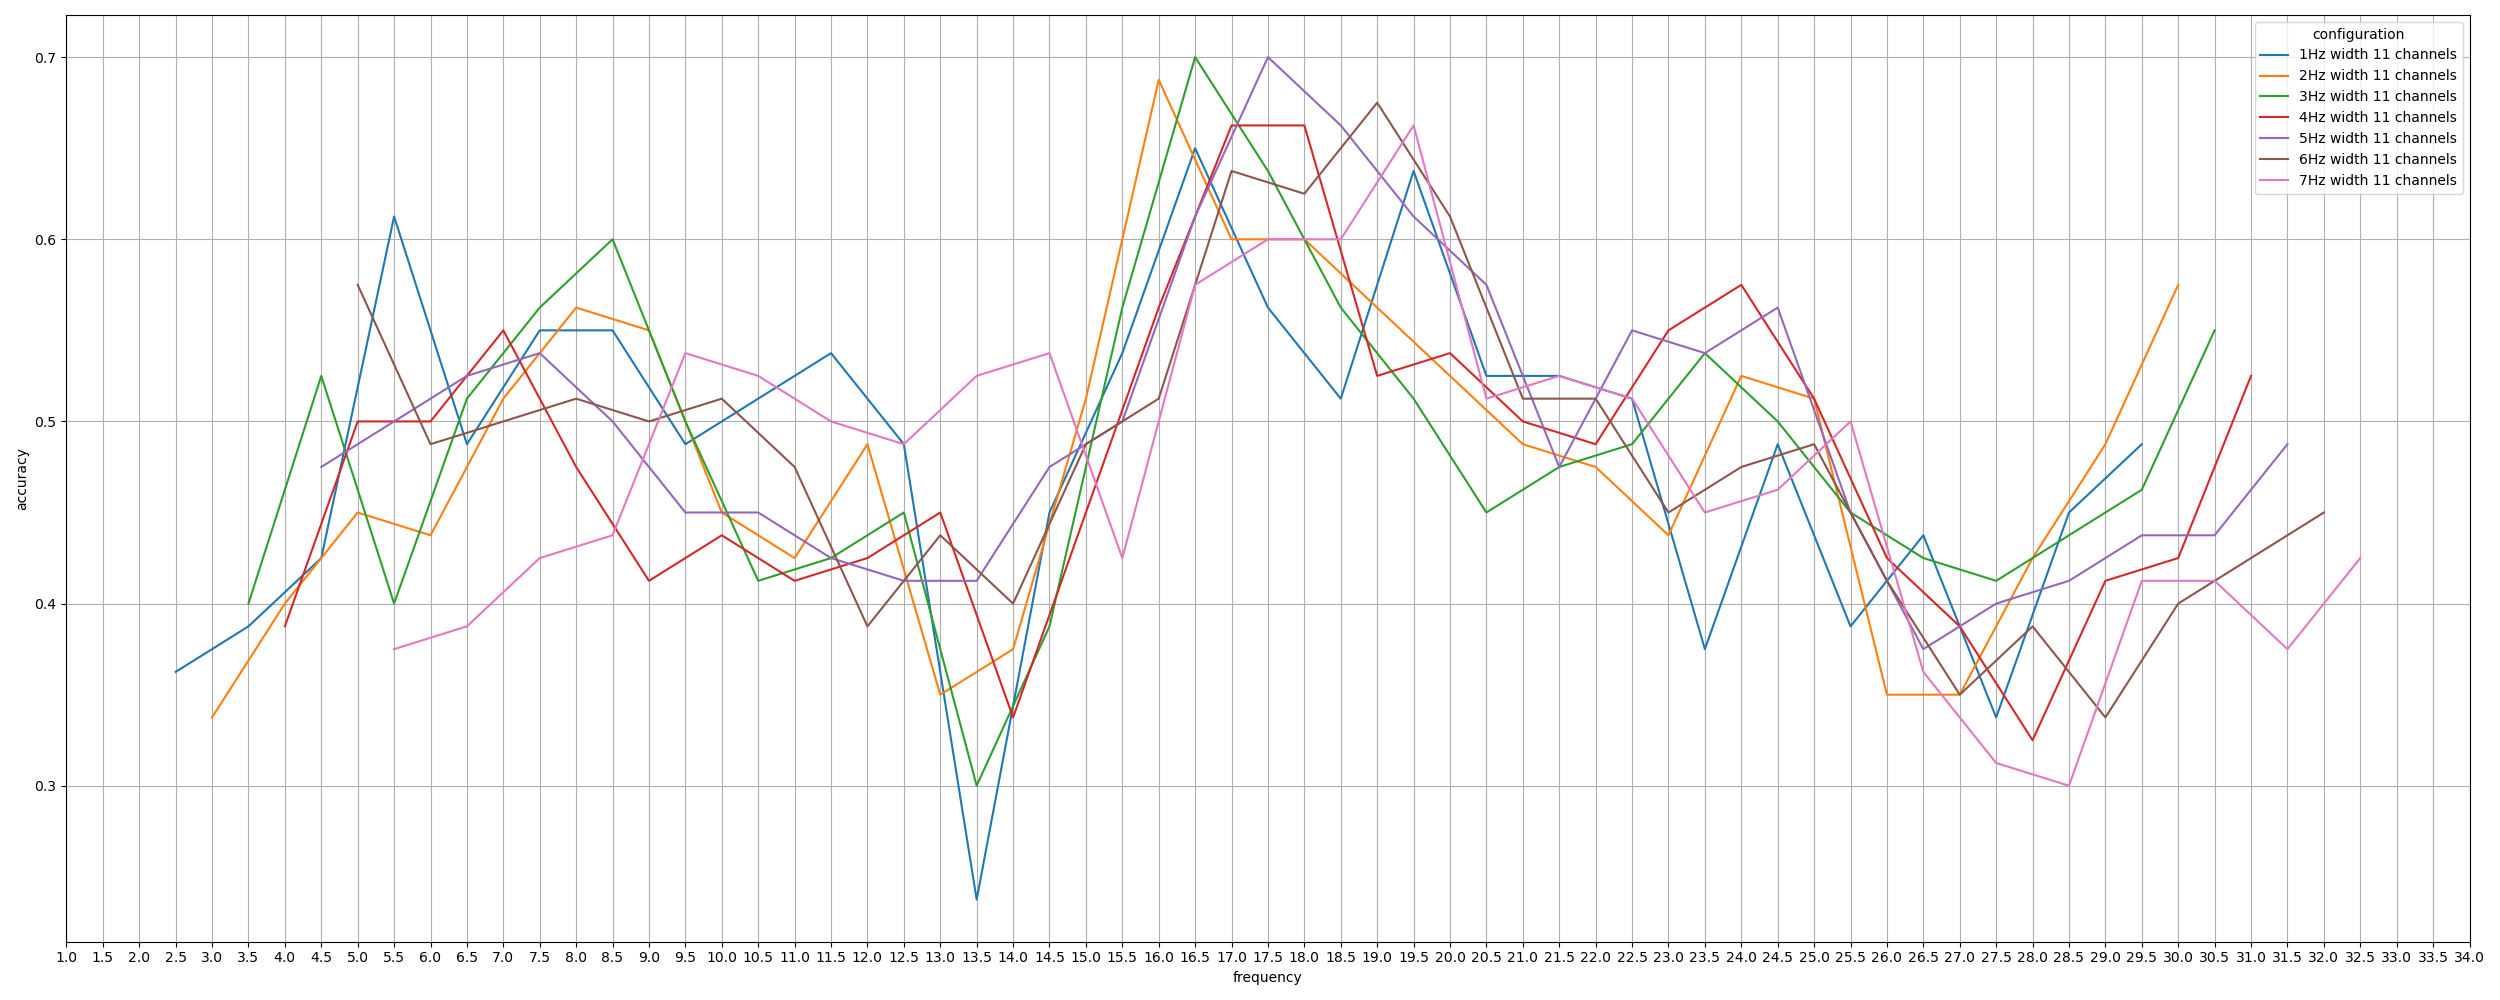 configuration
1Hz width 11 channels
2Hz width 11 channels
3Hz width 11 channels
4Hz width 11 channels
5Hz width 11 channels
6Hz width 11 channels
7Hz width 11 channels
accuracy
0.7
0.6
0.5
0.4
0.3
1.0 1.5 2.0 2.5 3.0 3.5 4.0 4.5 5.0 5.5 6.0 6.5 7.0 7.5 8.0 8.5 9.0 9.5 10.0 10.5 11.0 11.5 12.0 12.5 13.0 13.5 14.0 14.5 15.0 15.5 16.0 16.5 17.0 17.5 18.0 18.5 19.0 19.5 20.0 20.5 21.0 21.5 22.0 22.5 23.0 23.5 24.0 24.5 25.0 25.5 26.0 26.5 27.0 27.5 28.0 28.5 29.0 29.5 30.0 30.5 31.0 31.5 32.0 32.5 33.0 33.5 34.0
frequency